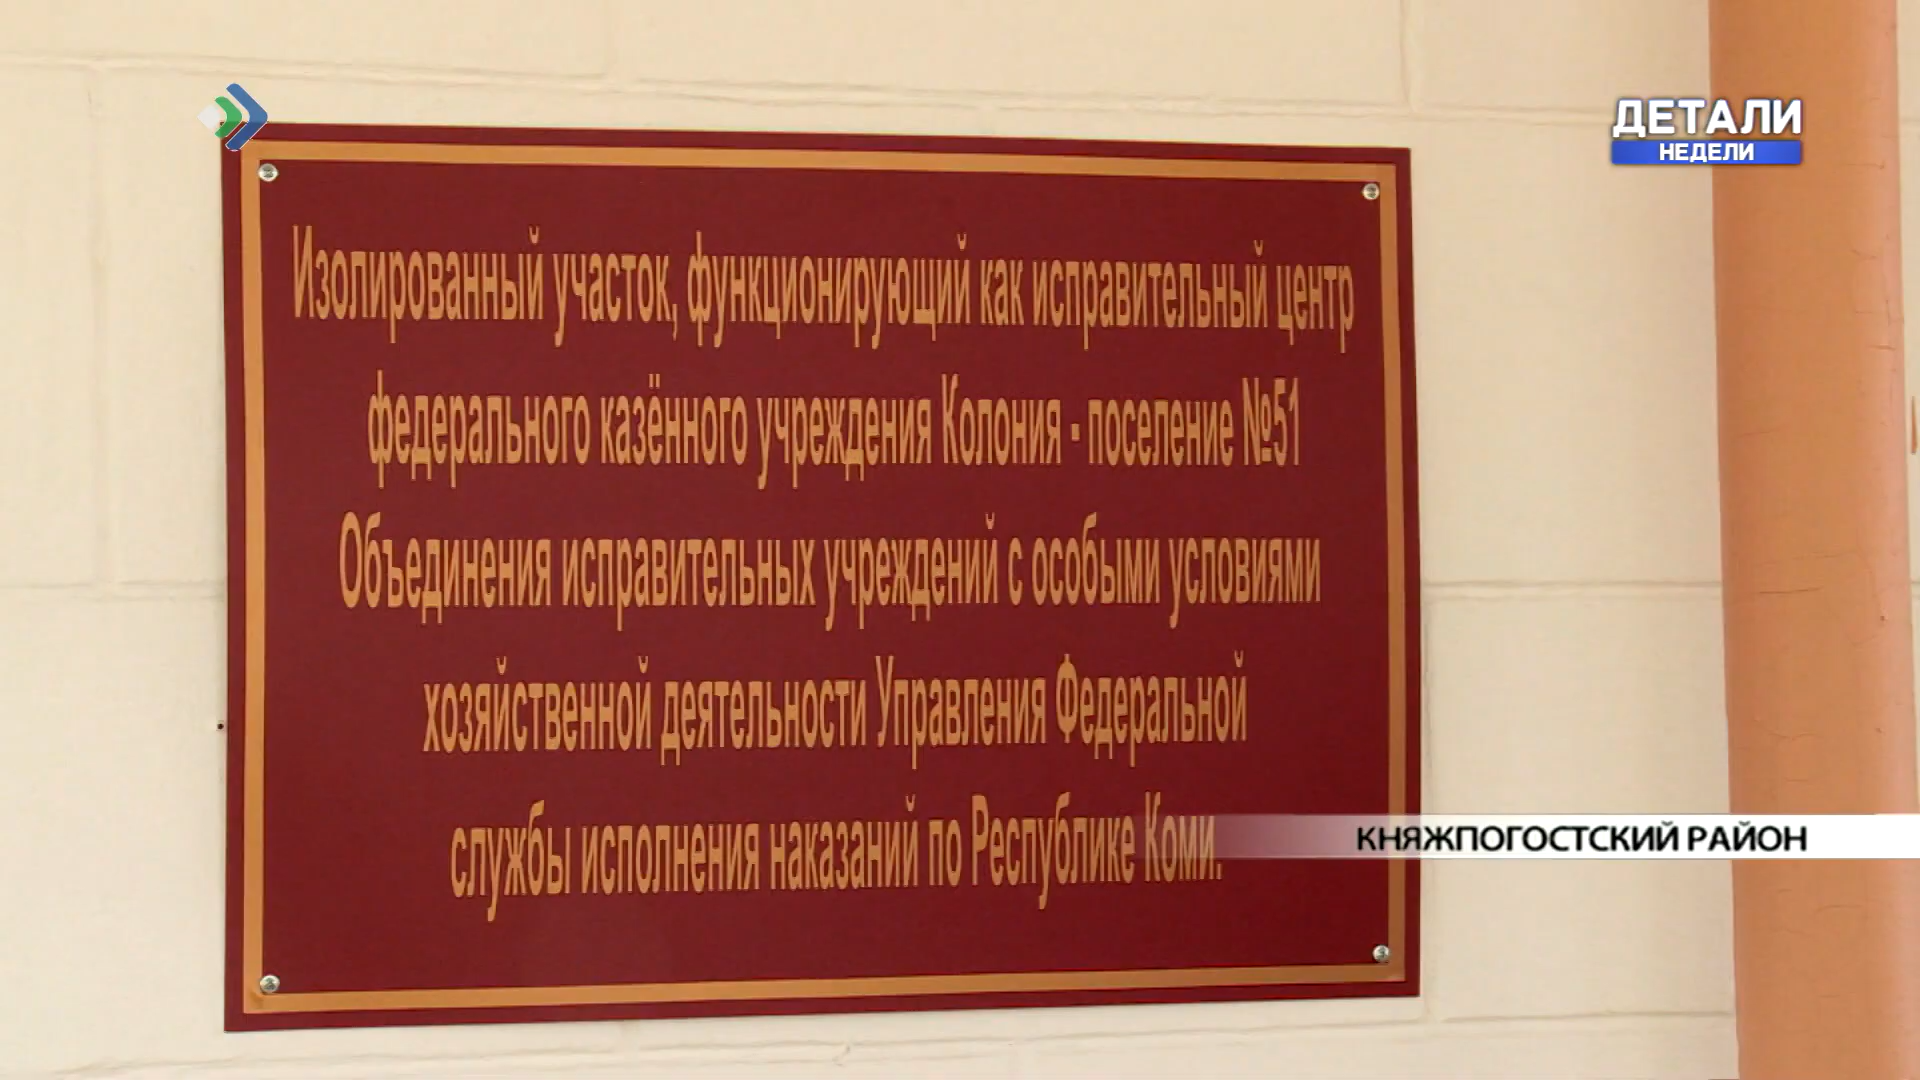 ДЕТАЛИ
НЕДЕЛИ
Изолированный участок, функционирующий как исправительный центр
федерального казённого учреждения Колония - поселение №51
Объединения исправительных учреждений с особыми условиями
хозяйственной деятельности Управления Федеральной
службы исполнения наказаний по Республике Коми.
КНЯЖПОГОСТСКИЙ РАЙОН